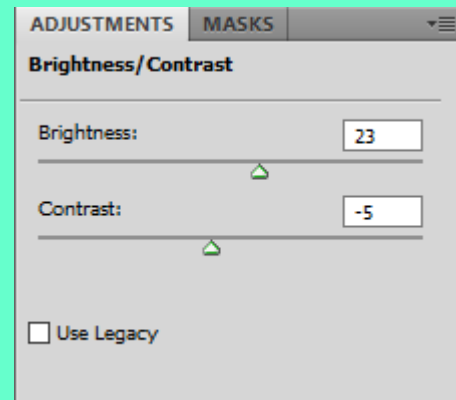 ADJUSTMENTS MASKS
Brightness/Contrast
Brightness: 23
Contrast: -5
Use Legacy